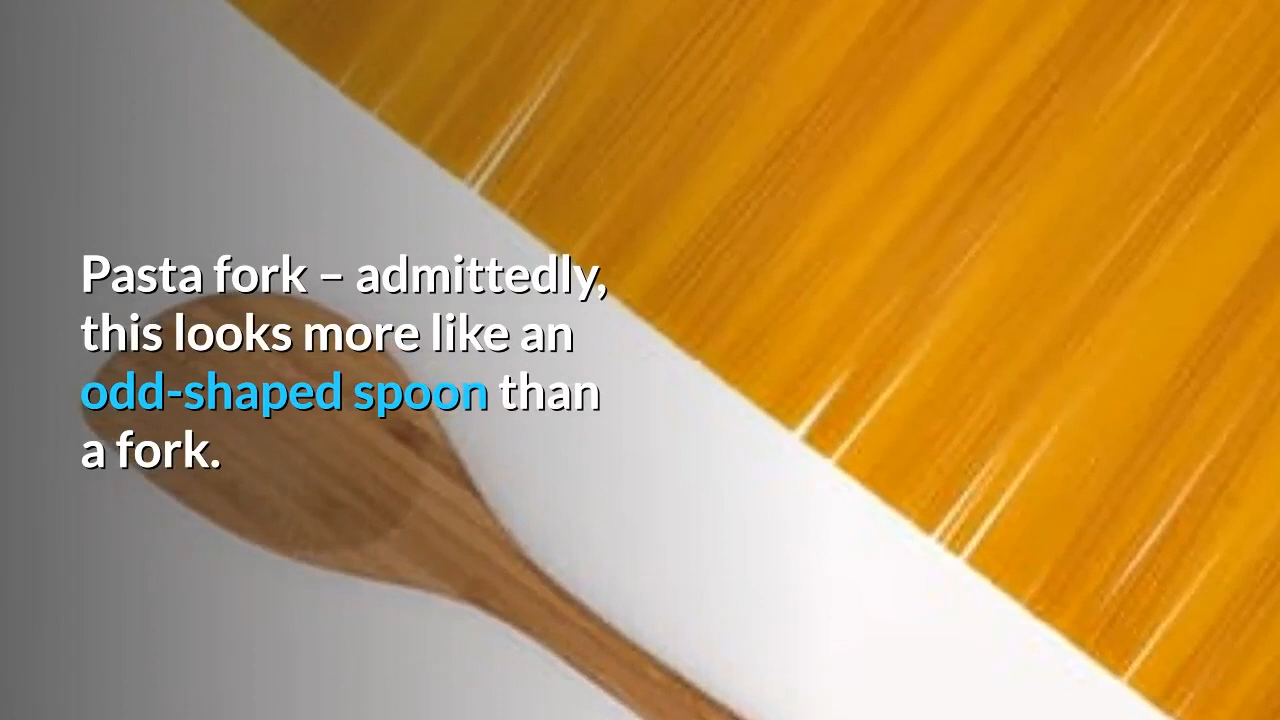 Pasta fork – admittedly,
this looks more like an
odd-shaped spoon than
a fork.